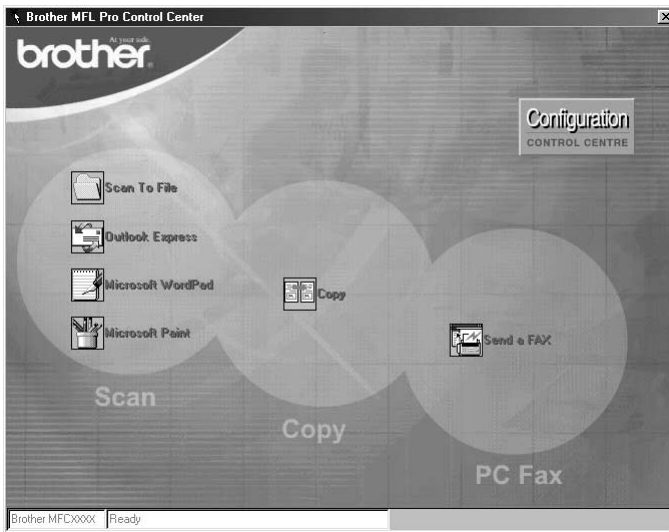 Brother MFL Pro Control Center
At your side.
brother
Configuration
CONTROL CENTRE
Scan To File
Outlook Express
Microsoft WordPad
Microsoft Paint
Scan
Copy
Copy
Send a FAX
PC Fax
Brother MFCXXXX
Ready